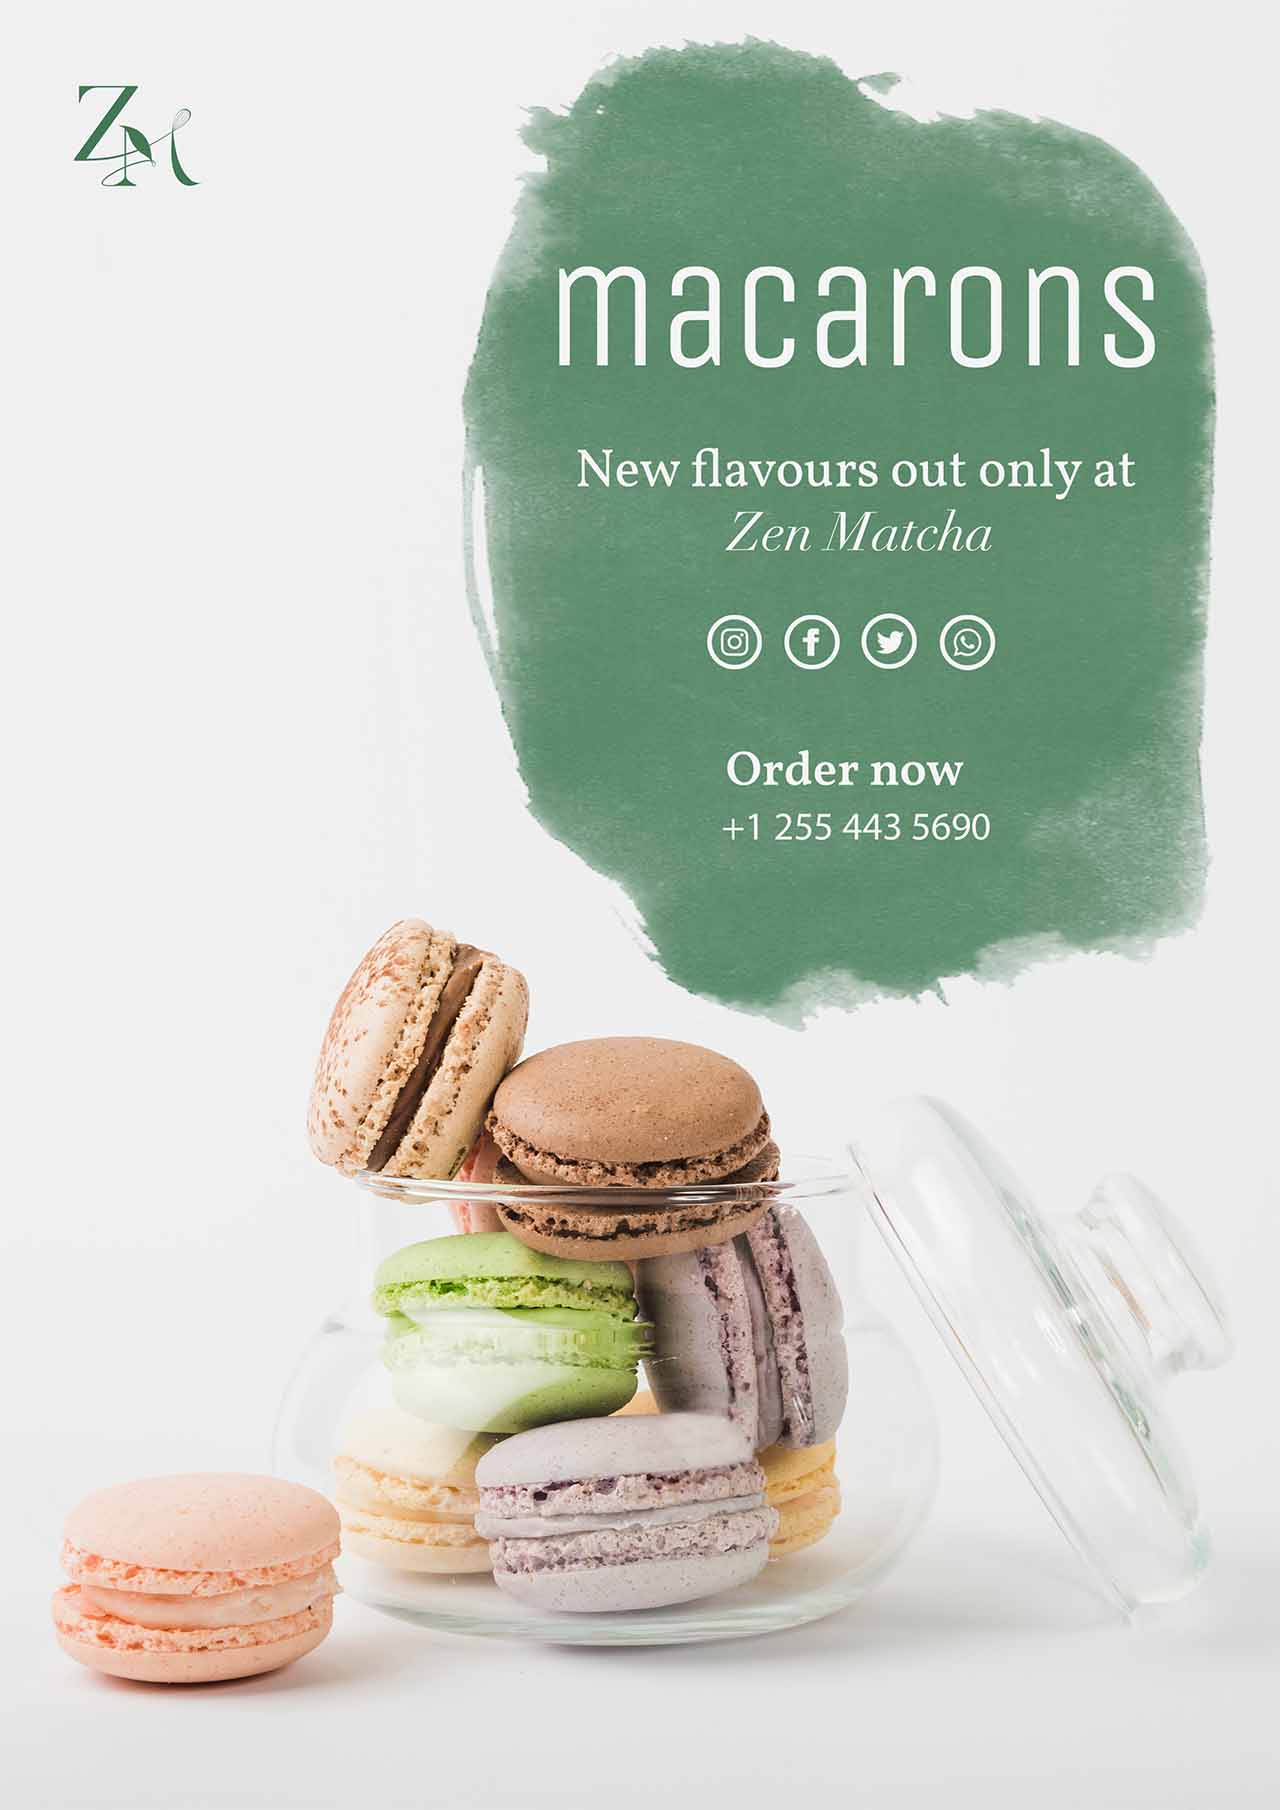 ZM
macarons
New flavours out only at
Zen Matcha
Order now
+1 255 443 5690